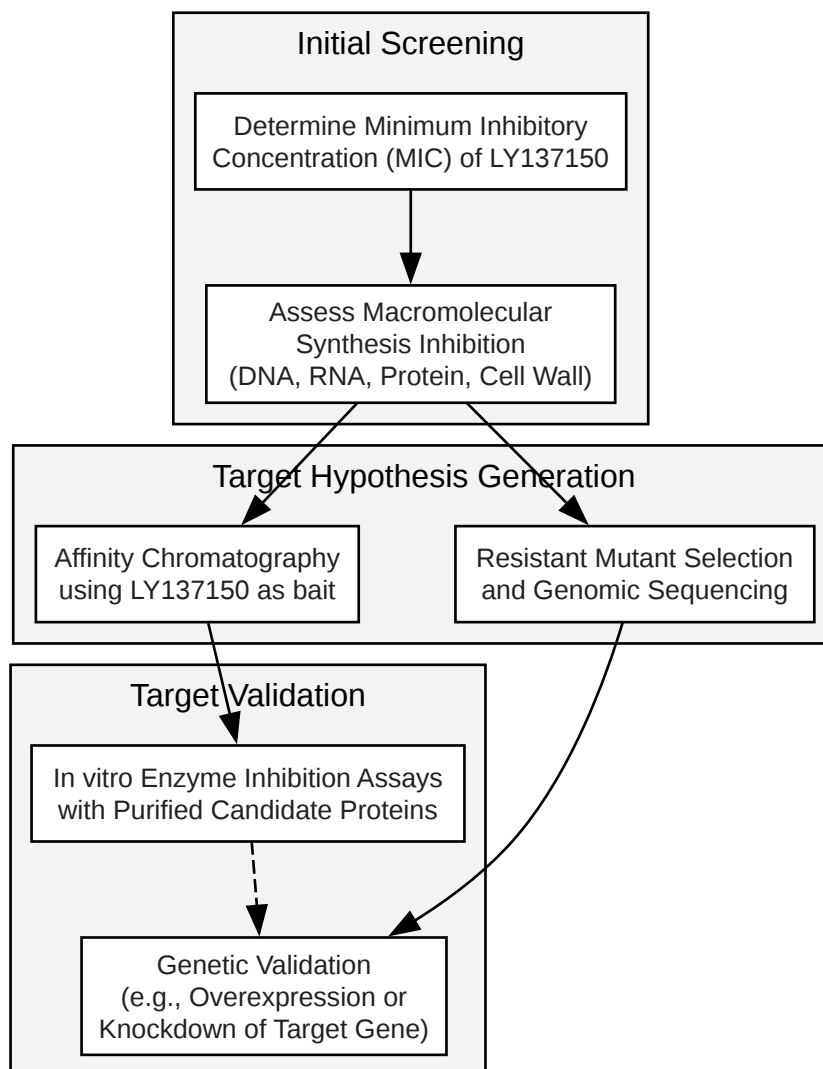 Initial Screening
Determine Minimum Inhibitory
Concentration (MIC) of LY137150
Assess Macromolecular
Synthesis Inhibition
(DNA, RNA, Protein, Cell Wall)
Target Hypothesis Generation
Affinity Chromatography
using LY137150 as bait
Resistant Mutant Selection
and Genomic Sequencing
Target Validation
In vitro Enzyme Inhibition Assays
with Purified Candidate Proteins
Genetic Validation
(e.g., Overexpression or
Knockdown of Target Gene)